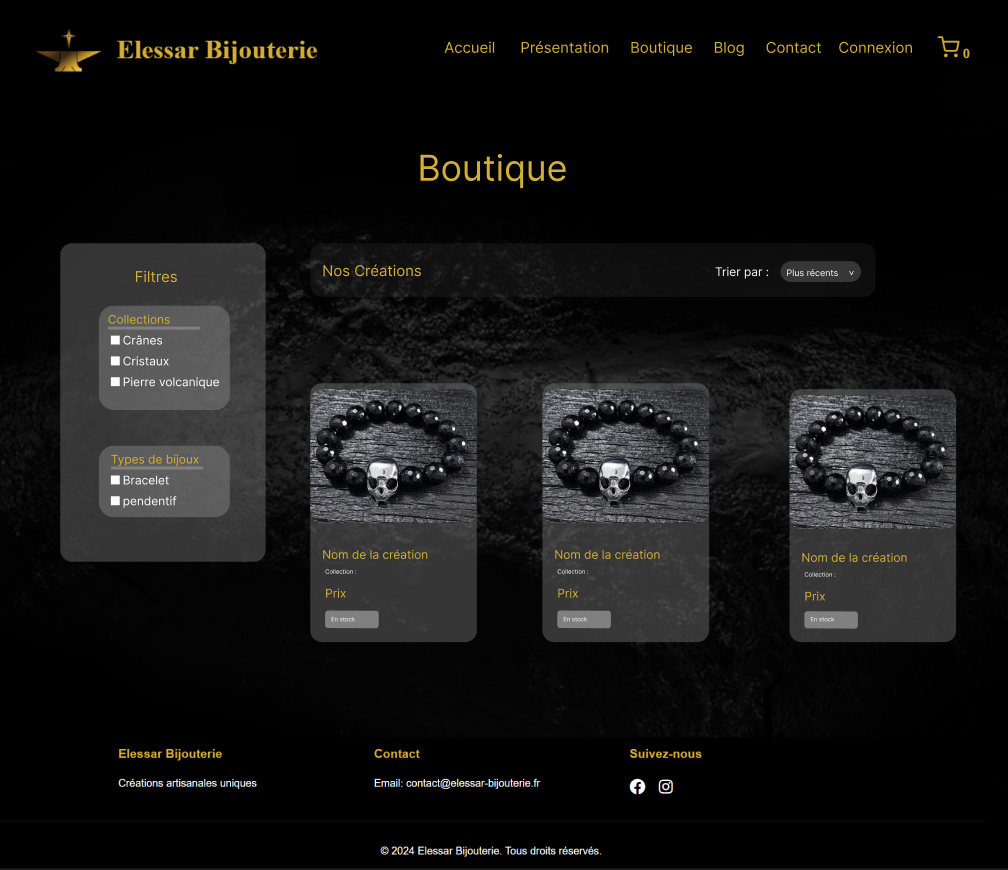 Elessar Bijouterie
Accueil Présentation Boutique Blog Contact Connexion 0
Boutique
Filtres
Collections
Crânes
Cristaux
Pierre volcanique
Types de bijoux
Bracelet
pendentif
Nos Créations
Trier par :
Plus récents v
Nom de la création
Collection :
Prix
En stock
Nom de la création
Collection :
Prix
En stock
Nom de la création
Collection :
Prix
En stock
Elessar Bijouterie
Créations artisanales uniques
Contact
Email: contact@elessar-bijouterie.fr
Suivez-nous
© 2024 Elessar Bijouterie. Tous droits réservés.